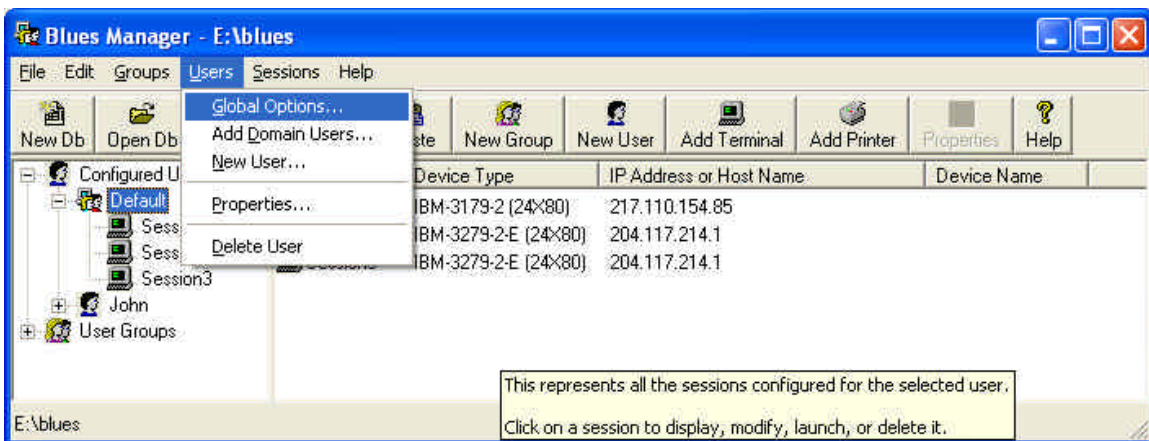 Blues Manager - E:\blues
File Edit Groups Users Sessions Help
New Db Open Db ste New Group New User Add Terminal Add Printer Properties Help
Global Options...
Add Domain Users...
New User...
Properties...
Delete User
Configured U Device Type IP Address or Host Name Device Name
Default IBM-3179-2 (24X80) 217.110.154.85
Sess IBM-3279-2-E (24X80) 204.117.214.1
Sess IBM-3279-2-E (24X80) 204.117.214.1
Session3
John
User Groups
This represents all the sessions configured for the selected user.
Click on a session to display, modify, launch, or delete it.
E:\blues